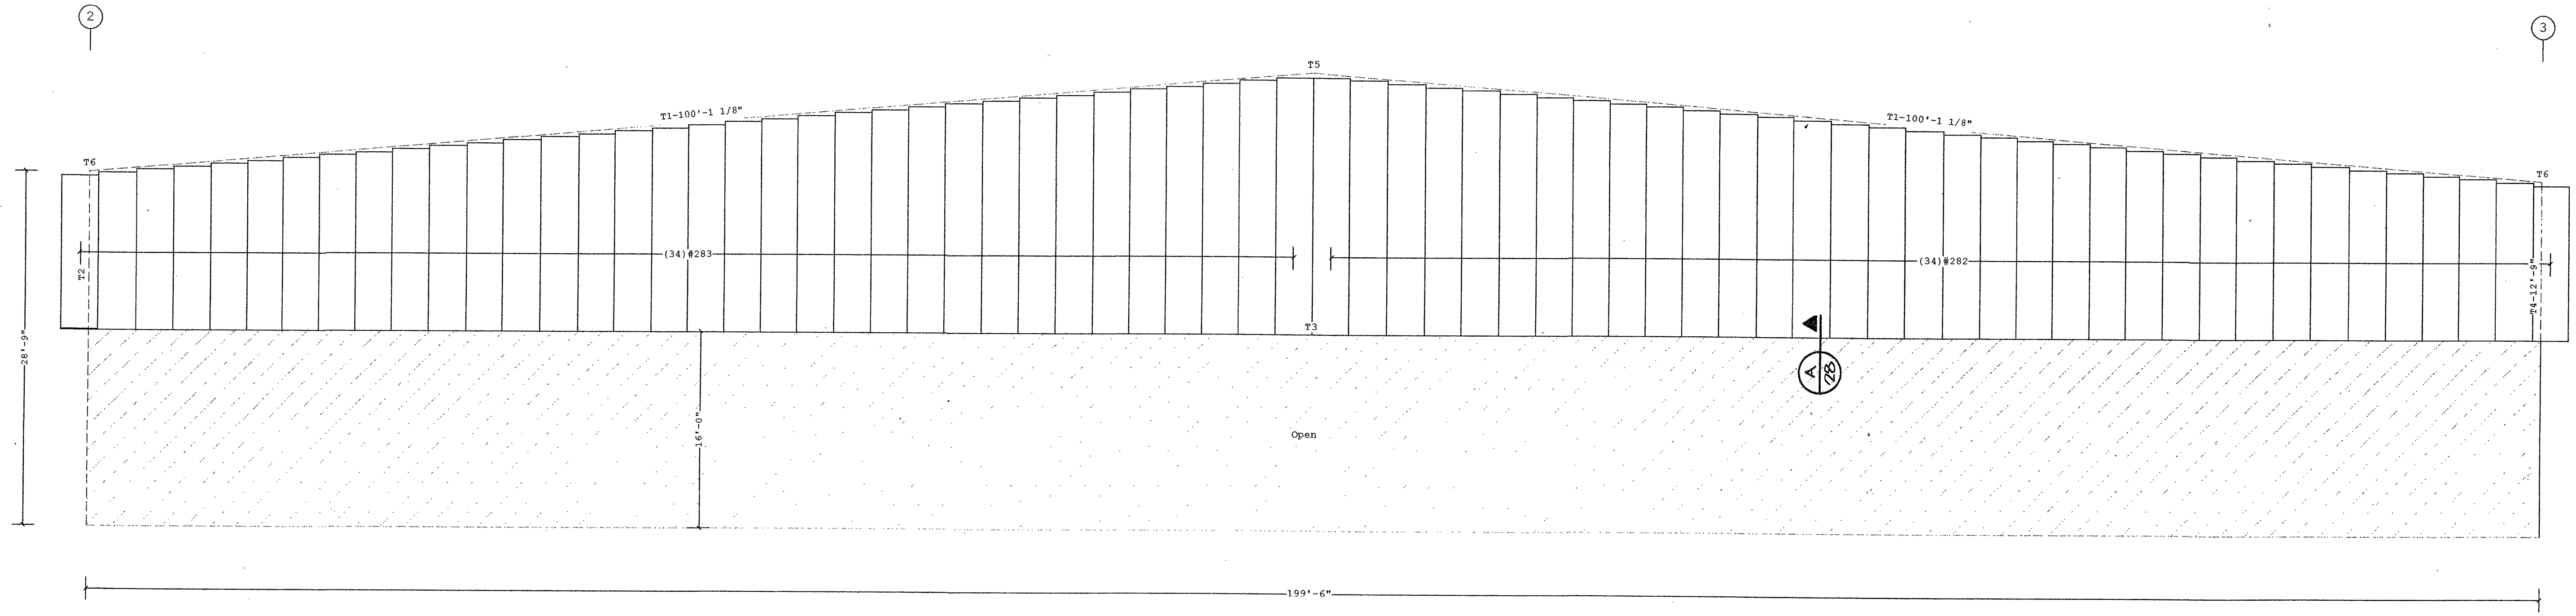 2
3
T5
T1-100'-1 1/8"
T1-100'-1 1/8"
T6
T6
(34)#283
(34)#282
T2
T4-12'-9"
T3
28'-9"
A
28
16'-0"
Open
199'-6"